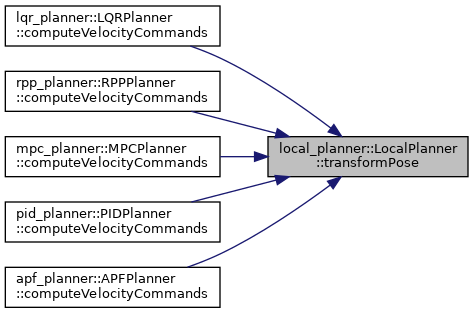 lqr_planner::LQRPlanner
::computeVelocityCommands
rpp_planner::RPPPlanner
::computeVelocityCommands
mpc_planner::MPCPlanner
::computeVelocityCommands
pid_planner::PIDPlanner
::computeVelocityCommands
apf_planner::APFPlanner
::computeVelocityCommands
local_planner::LocalPlanner
::transformPose